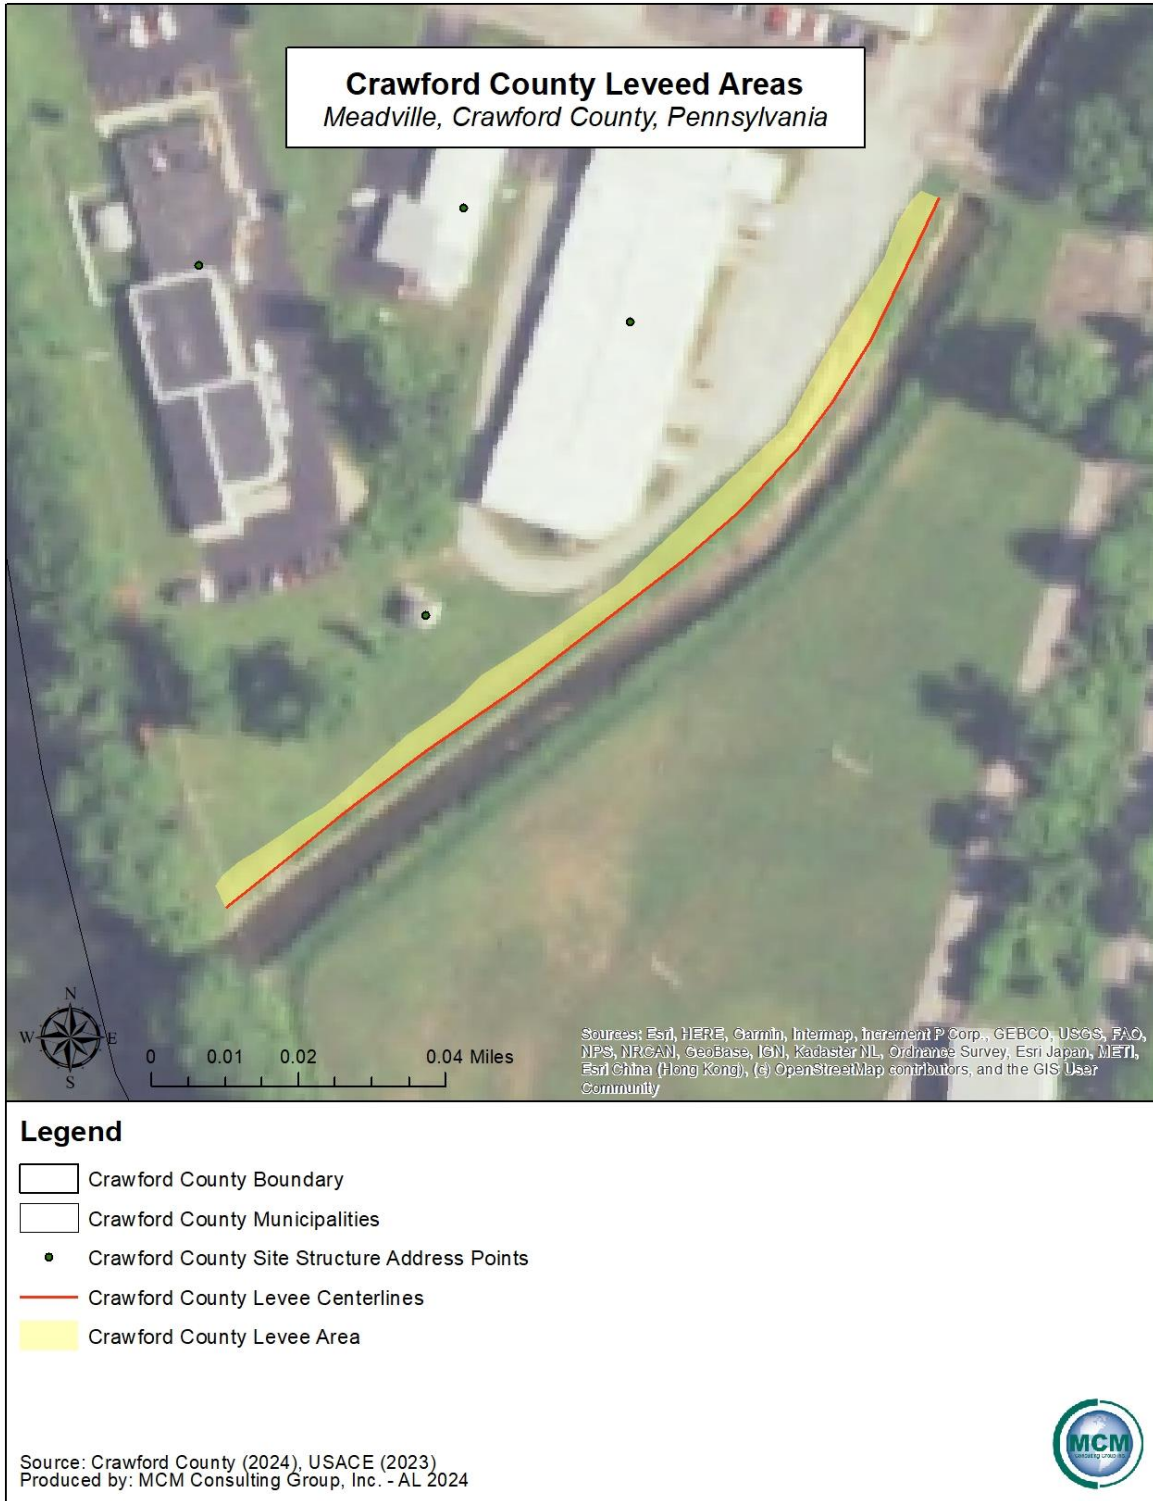 Crawford County Leveed Areas
Meadville, Crawford County, Pennsylvania
N
W E
S
0 0.01 0.02 0.04 Miles
Sources: Esri, HERE, Garmin, Intermap, increment P Corp., GEBCO, USGS, FAO,
NPS, NRCAN, GeoBase, IGN, Kadaster NL, Ordnance Survey, Esri Japan, METI,
Esri China (Hong Kong), (c) OpenStreetMap contributors, and the GIS User
Community
Legend
Crawford County Boundary
Crawford County Municipalities
Crawford County Site Structure Address Points
Crawford County Levee Centerlines
Crawford County Levee Area
Source: Crawford County (2024), USACE (2023)
Produced by: MCM Consulting Group, Inc. - AL 2024
MCM
Consulting Group, Inc.